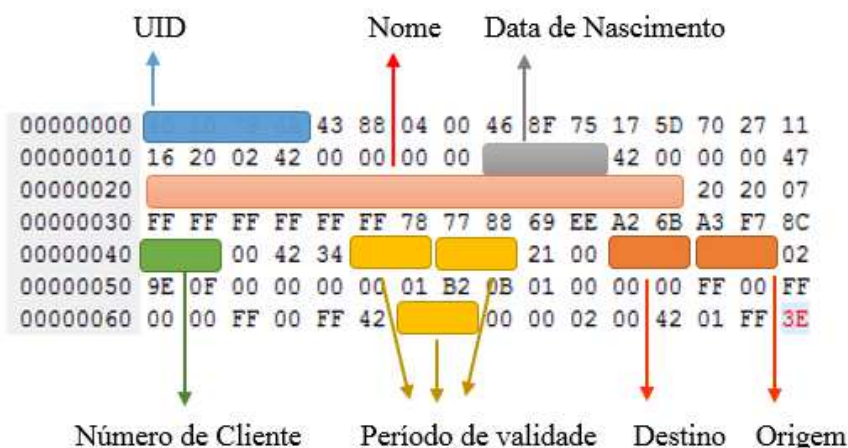 UID Nome Data de Nascimento
00000000 43 88 04 00 46 8F 75 17 5D 70 27 11
00000010 16 20 02 42 00 00 00 00 42 00 00 00 47
00000020 20 20 07
00000030 FF FF FF FF FF FF 78 77 88 69 EE A2 6B A3 F7 8C
00000040 00 42 34 21 00 02
00000050 9E 0F 00 00 00 00 01 B2 0B 01 00 00 00 FF 00 FF
00000060 00 00 FF 00 FF 42 00 00 02 00 42 01 FF 3E
Número de Cliente Período de validade Destino Origem